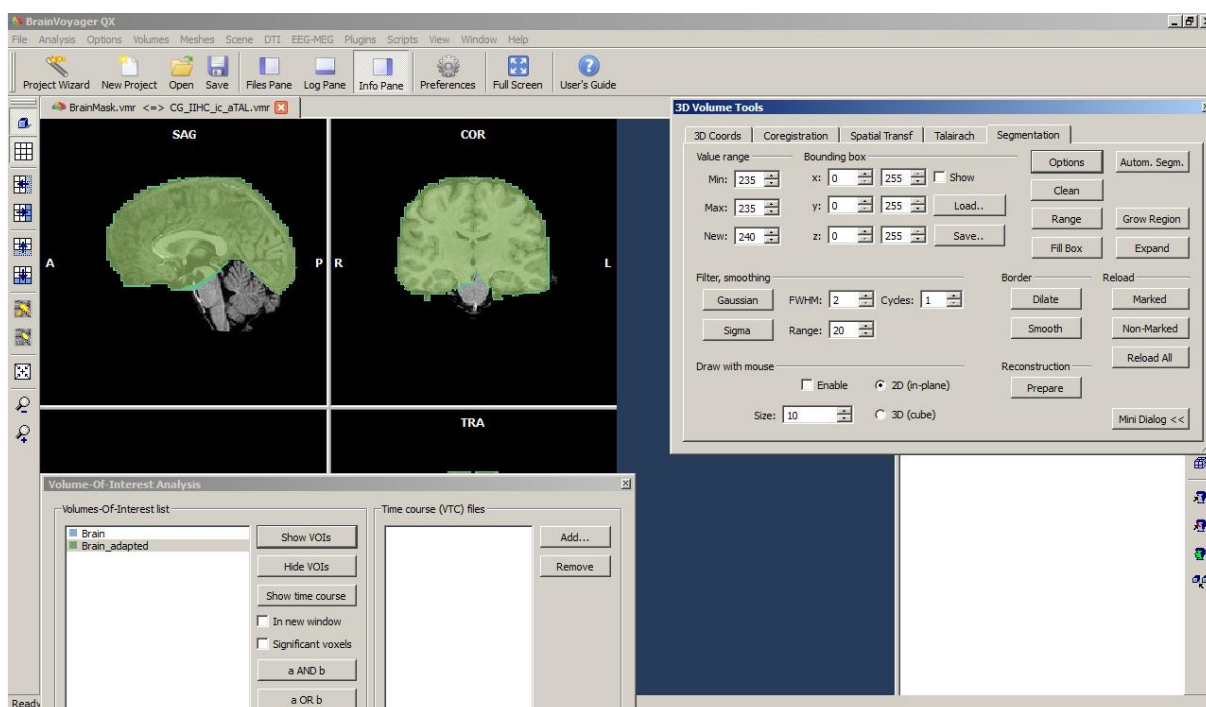 BrainVoyager QX
File Analysis Options Volumes Meshes Scene DTI EEG-MEG Plugins Scripts View Window Help
Project Wizard New Project Open Save Files Pane Log Pane Info Pane Preferences Full Screen User's Guide
BrainMask.vmr <=> CG_IIHC_ic_aTAL.vmr
SAG COR
A P R L
TRA
3D Volume Tools
3D Coords Coregistration Spatial Transf Talairach Segmentation
Value range Bounding box
Options Autom. Segm.
Min: 235 x: 0 255 Show
Clean
Max: 235 y: 0 255 Load..
Range Grow Region
New: 240 z: 0 255 Save..
Fill Box Expand
Filter, smoothing Border Reload
Gaussian FWHM: 2 Cycles: 1 Dilate Marked
Sigma Range: 20 Smooth Non-Marked
Reload All
Draw with mouse Reconstruction
Enable 2D (in-plane) Prepare
Size: 10 3D (cube) Mini Dialog <<
Volume-Of-Interest Analysis
Volumes-Of-Interest list Time course (VTC) files
Brain
Brain_adapted
Show VOIs Add...
Hide VOIs Remove
Show time course
In new window
Significant voxels
a AND b
a OR b
Ready